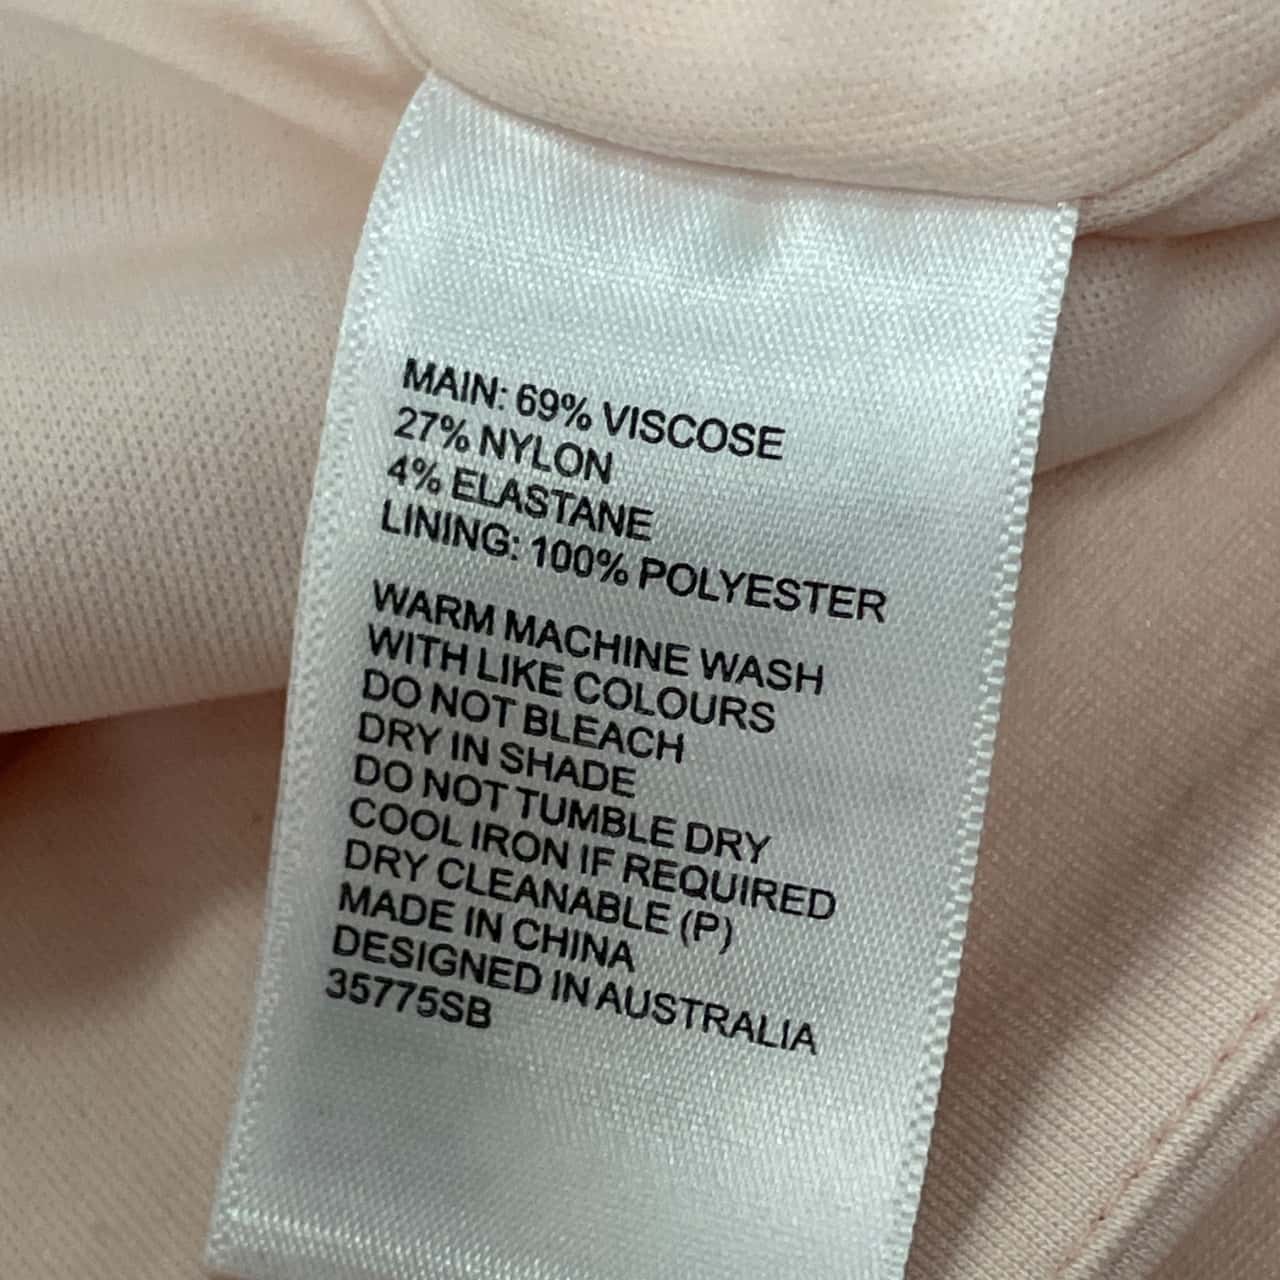 MAIN: 69% VISCOSE
27% NYLON
4% ELASTANE
LINING: 100% POLYESTER
WARM MACHINE WASH
WITH LIKE COLOURS
DO NOT BLEACH
DRY IN SHADE
DO NOT TUMBLE DRY
COOL IRON IF REQUIRED
DRY CLEANABLE (P)
MADE IN CHINA
DESIGNED IN AUSTRALIA
35775SB